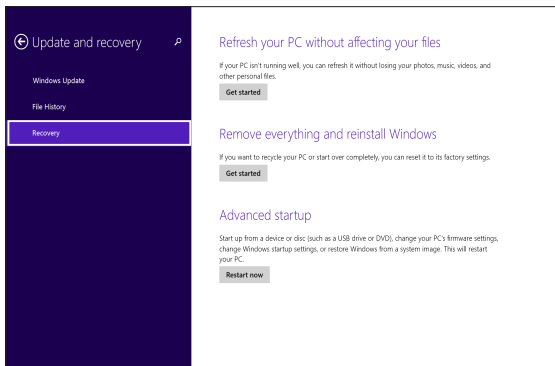 Update and recovery
Windows Update
File History
Recovery
Refresh your PC without affecting your files
If your PC isn't running well, you can refresh it without losing your photos, music, videos, and
other personal files.
Get started
Remove everything and reinstall Windows
If you want to recycle your PC or start over completely, you can reset it to its factory settings.
Get started
Advanced startup
Start up from a device or disc (such as a USB drive or DVD), change your PC's firmware settings,
change Windows startup settings, or restore Windows from a system image. This will restart
your PC.
Restart now